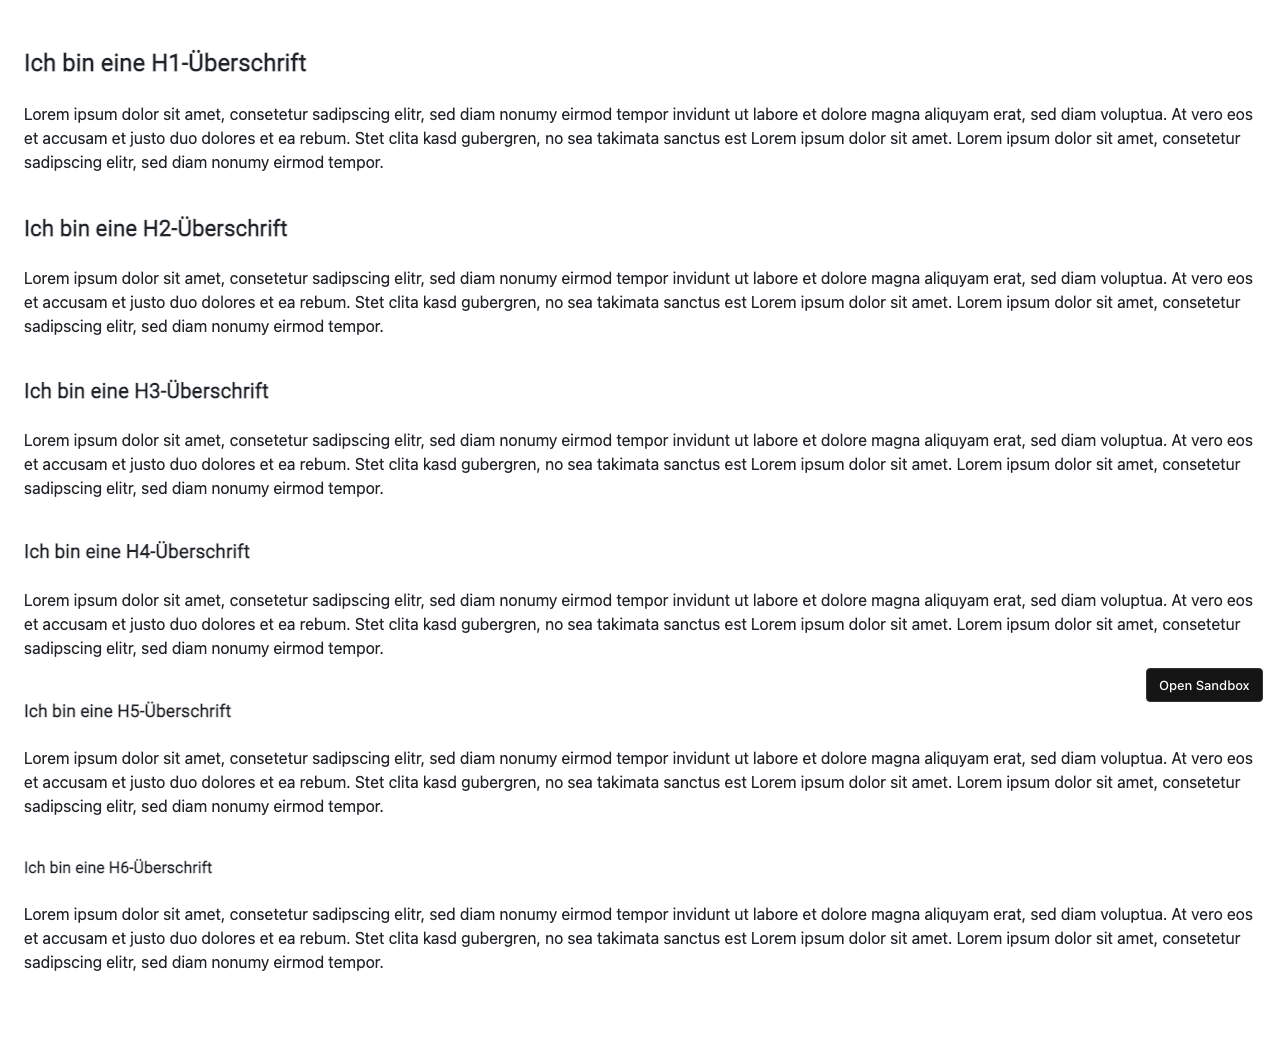 Ich bin eine H1-Überschrift
Lorem ipsum dolor sit amet, consetetur sadipscing elitr, sed diam nonumy eirmod tempor invidunt ut labore et dolore magna aliquyam erat, sed diam voluptua. At vero eos
et accusam et justo duo dolores et ea rebum. Stet clita kasd gubergren, no sea takimata sanctus est Lorem ipsum dolor sit amet. Lorem ipsum dolor sit amet, consetetur
sadipscing elitr, sed diam nonumy eirmod tempor.
Ich bin eine H2-Überschrift
Lorem ipsum dolor sit amet, consetetur sadipscing elitr, sed diam nonumy eirmod tempor invidunt ut labore et dolore magna aliquyam erat, sed diam voluptua. At vero eos
et accusam et justo duo dolores et ea rebum. Stet clita kasd gubergren, no sea takimata sanctus est Lorem ipsum dolor sit amet. Lorem ipsum dolor sit amet, consetetur
sadipscing elitr, sed diam nonumy eirmod tempor.
Ich bin eine H3-Überschrift
Lorem ipsum dolor sit amet, consetetur sadipscing elitr, sed diam nonumy eirmod tempor invidunt ut labore et dolore magna aliquyam erat, sed diam voluptua. At vero eos
et accusam et justo duo dolores et ea rebum. Stet clita kasd gubergren, no sea takimata sanctus est Lorem ipsum dolor sit amet. Lorem ipsum dolor sit amet, consetetur
sadipscing elitr, sed diam nonumy eirmod tempor.
Ich bin eine H4-Überschrift
Lorem ipsum dolor sit amet, consetetur sadipscing elitr, sed diam nonumy eirmod tempor invidunt ut labore et dolore magna aliquyam erat, sed diam voluptua. At vero eos
et accusam et justo duo dolores et ea rebum. Stet clita kasd gubergren, no sea takimata sanctus est Lorem ipsum dolor sit amet. Lorem ipsum dolor sit amet, consetetur
sadipscing elitr, sed diam nonumy eirmod tempor.
Open Sandbox
Ich bin eine H5-Überschrift
Lorem ipsum dolor sit amet, consetetur sadipscing elitr, sed diam nonumy eirmod tempor invidunt ut labore et dolore magna aliquyam erat, sed diam voluptua. At vero eos
et accusam et justo duo dolores et ea rebum. Stet clita kasd gubergren, no sea takimata sanctus est Lorem ipsum dolor sit amet. Lorem ipsum dolor sit amet, consetetur
sadipscing elitr, sed diam nonumy eirmod tempor.
Ich bin eine H6-Überschrift
Lorem ipsum dolor sit amet, consetetur sadipscing elitr, sed diam nonumy eirmod tempor invidunt ut labore et dolore magna aliquyam erat, sed diam voluptua. At vero eos
et accusam et justo duo dolores et ea rebum. Stet clita kasd gubergren, no sea takimata sanctus est Lorem ipsum dolor sit amet. Lorem ipsum dolor sit amet, consetetur
sadipscing elitr, sed diam nonumy eirmod tempor.